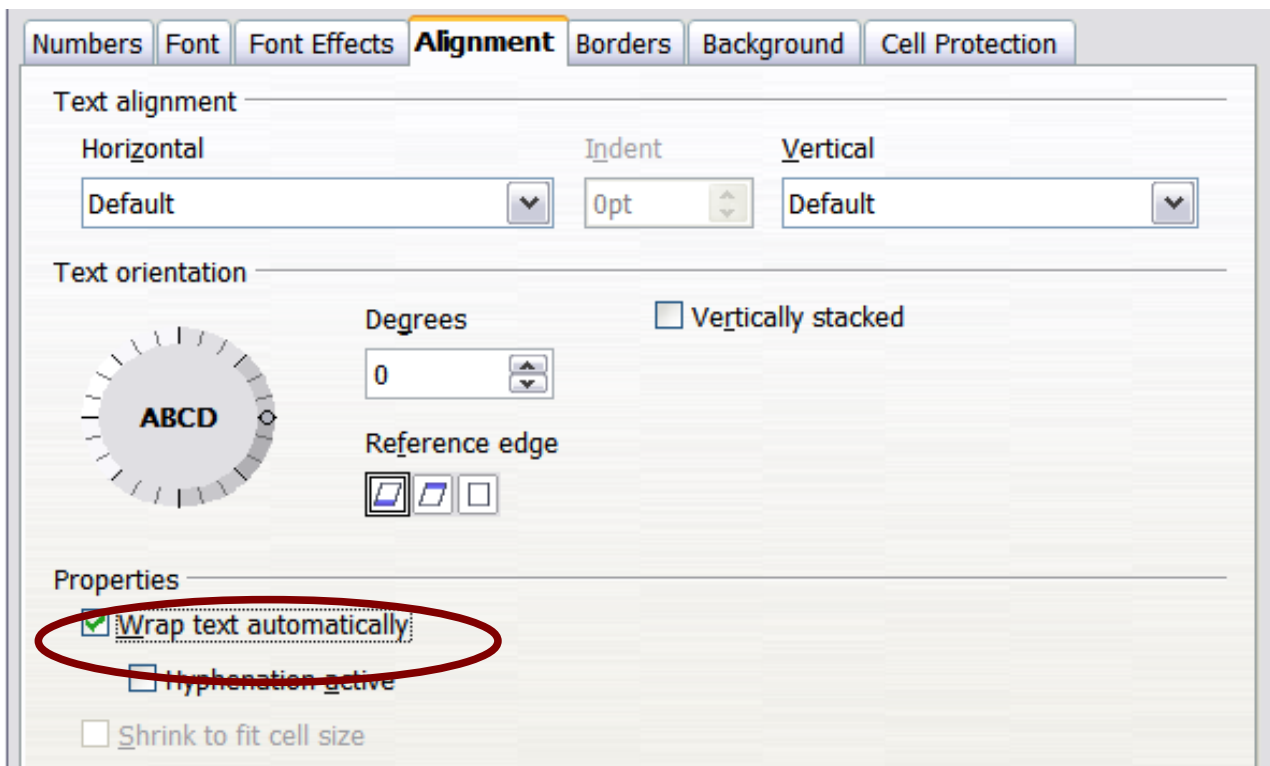 Numbers Font Font Effects Alignment Borders Background Cell Protection
Text alignment
Horizontal Indent Vertical
Default 0pt Default
Text orientation
Degrees Vertically stacked
0
ABCD
Reference edge
Properties
Wrap text automatically
Hyphenation active
Shrink to fit cell size